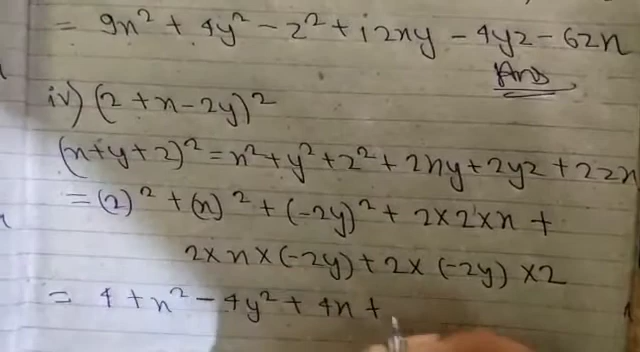 = 9x² + 4y² - z² + 12xy - 4yz - 6zx
Ans
iv) (2 + x - 2y)²
(x+y+z)² = x² + y² + z² + 2xy + 2yz + 2zx
= (2)² + (x)² + (-2y)² + 2×2×x +
2×x×(-2y) + 2×(-2y)×2
= 4 + x² - 4y² + 4x +